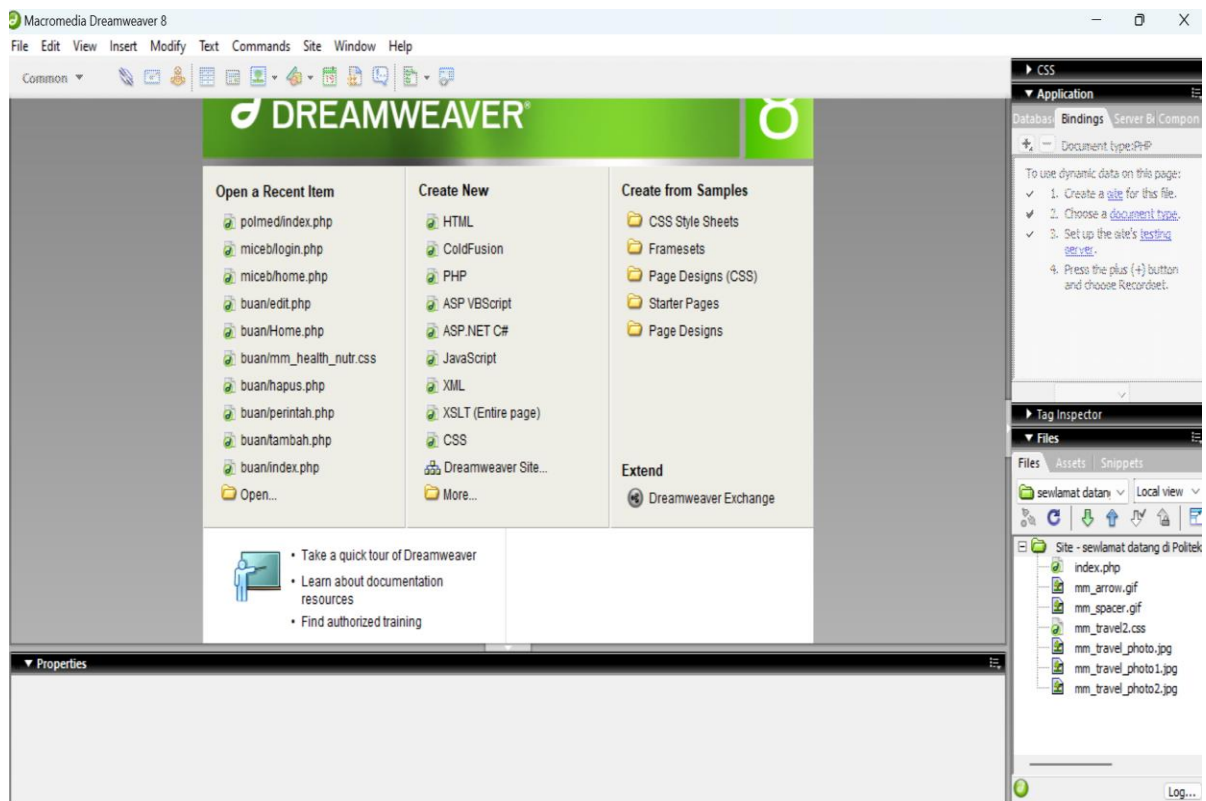 Macromedia Dreamweaver 8
File Edit View Insert Modify Text Commands Site Window Help
Common
DREAMWEAVER® 8
Open a Recent Item
polmed/index.php
miceb/login.php
miceb/home.php
buan/edit.php
buan/Home.php
buan/mm_health_nutr.css
buan/hapus.php
buan/perintah.php
buan/tambah.php
buan/index.php
Open...
Create New
HTML
ColdFusion
PHP
ASP VBScript
ASP.NET C#
JavaScript
XML
XSLT (Entire page)
CSS
Dreamweaver Site...
More...
Create from Samples
CSS Style Sheets
Framesets
Page Designs (CSS)
Starter Pages
Page Designs
Extend
Dreamweaver Exchange
• Take a quick tour of Dreamweaver
• Learn about documentation
resources
• Find authorized training
Properties
CSS
Application
Databas Bindings Server Be Compon
Document type:PHP
To use dynamic data on this page:
1. Create a site for this file.
2. Choose a document type.
3. Set up the site's testing
server.
4. Press the plus (+) button
and choose Recordset.
Tag Inspector
Files
Files Assets Snippets
sewlamat datan Local view
Site - sewlamat datang di Politek
index.php
mm_arrow.gif
mm_spacer.gif
mm_travel2.css
mm_travel_photo.jpg
mm_travel_photo1.jpg
mm_travel_photo2.jpg
Log...